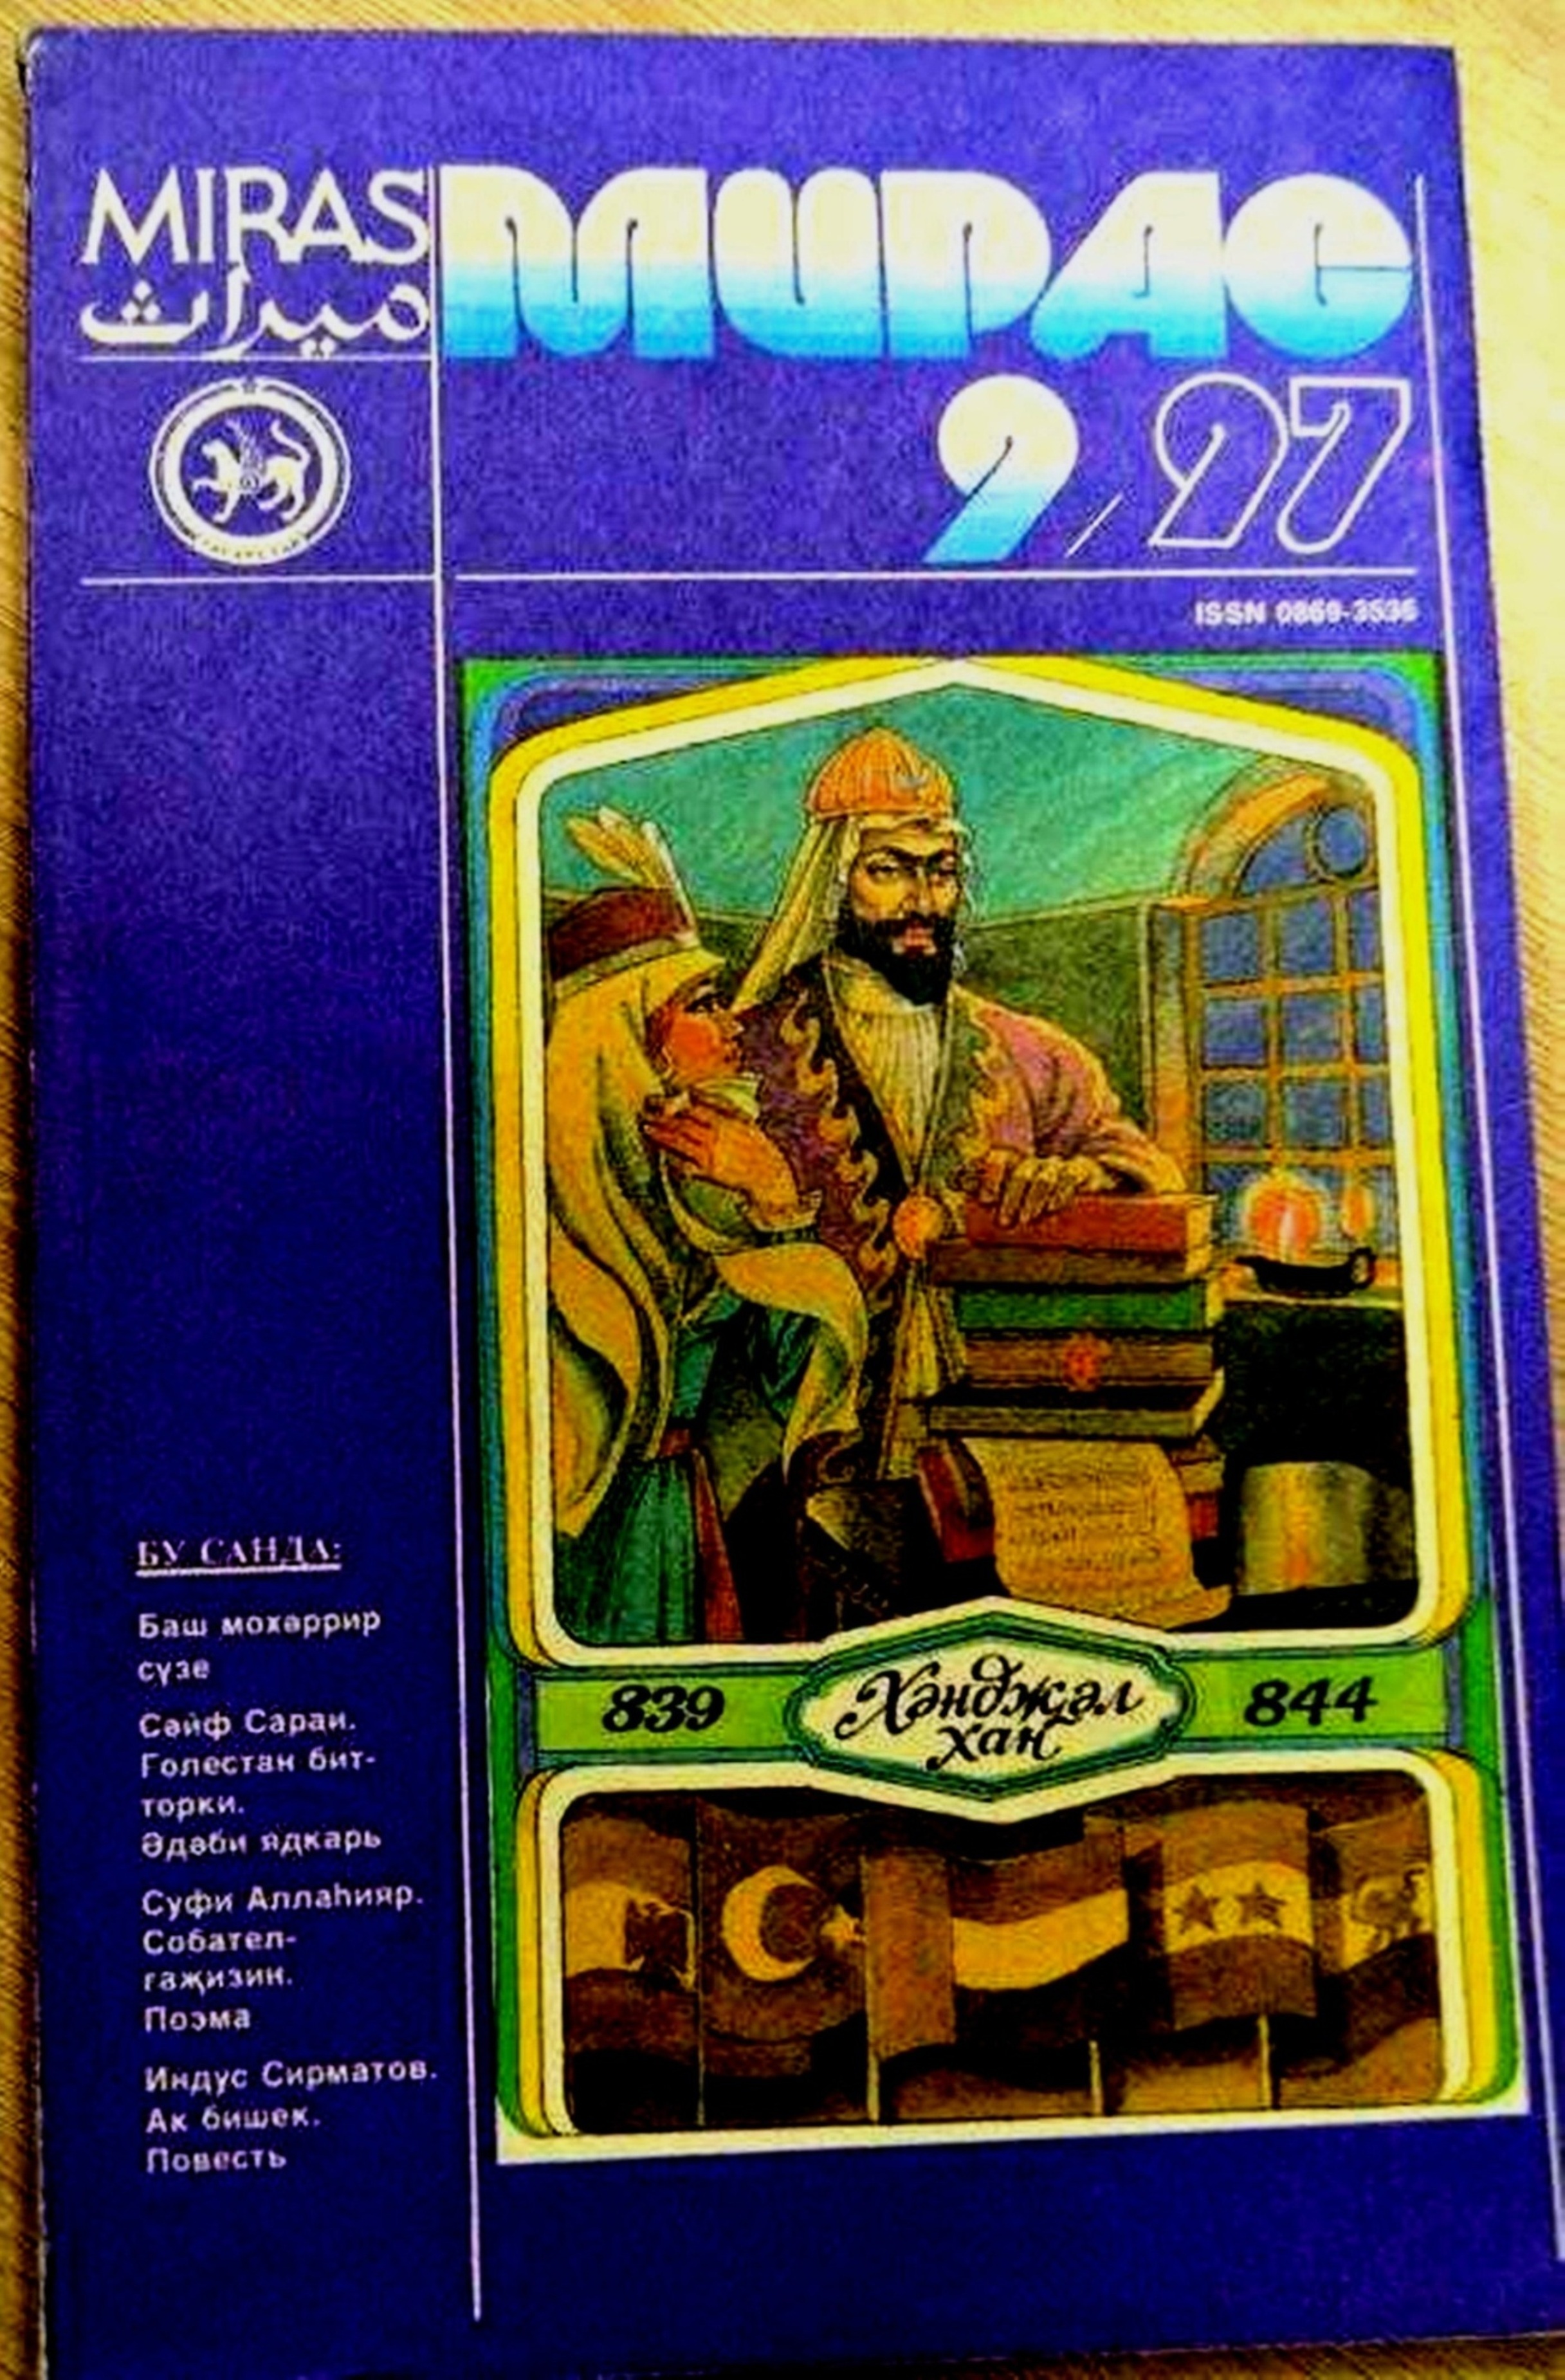 MIRAS
ميراث
МИРАС
9/97
ISSN 0869-3536
839
Хәнджәл
хан
844
БУ САНДА:
Баш мөхәррир
сүзе
Сәйф Сараи.
Гөлестан бит-
төрки.
Әдәби ядкарь
Суфи Аллаһияр.
Сөбател-
гаҗизин.
Поэма
Индус Сирматов.
Ак бишек.
Повесть